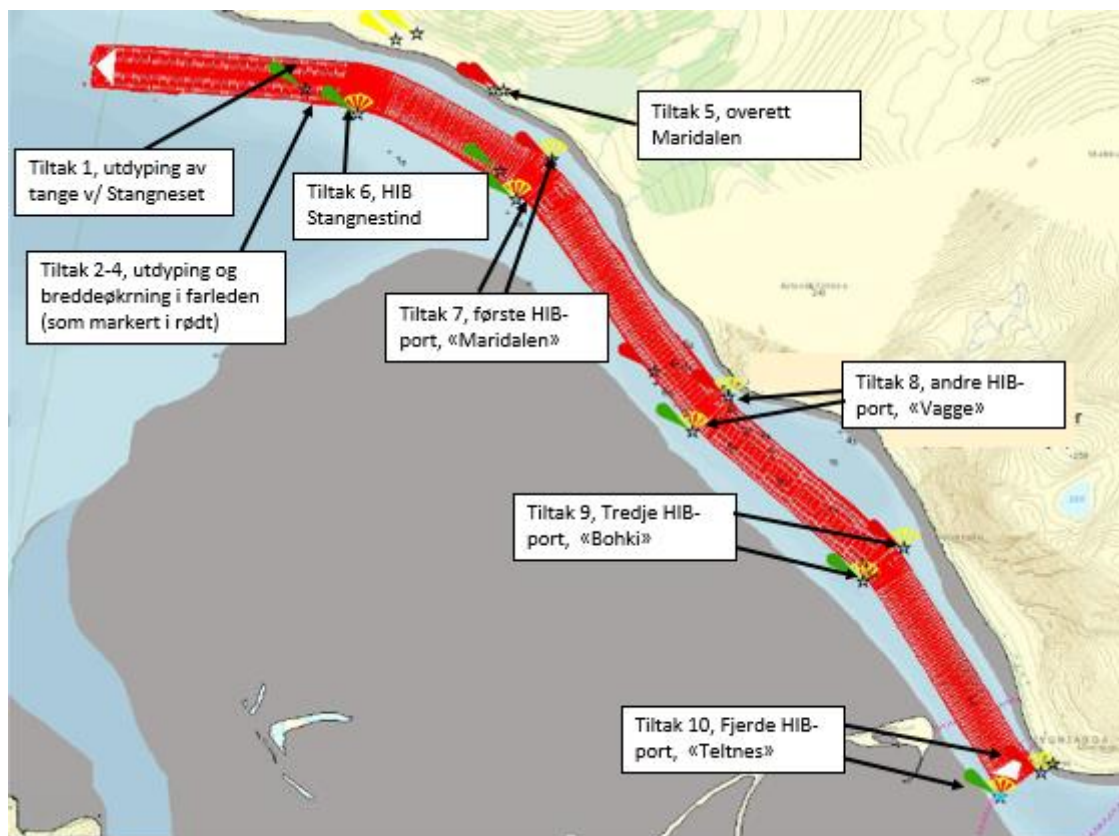 Tiltak 5, overett
Maridalen
Tiltak 1, utdyping av
tange v/ Stangneset
Tiltak 6, HIB
Stangnestind
Tiltak 2-4, utdyping og
breddeøkrning i farleden
(som markert i rødt)
Tiltak 7, første HIB-
port, «Maridalen»
Tiltak 8, andre HIB-
port, «Vagge»
Tiltak 9, Tredje HIB-
port, «Bohki»
Tiltak 10, Fjerde HIB-
port, «Teltnes»